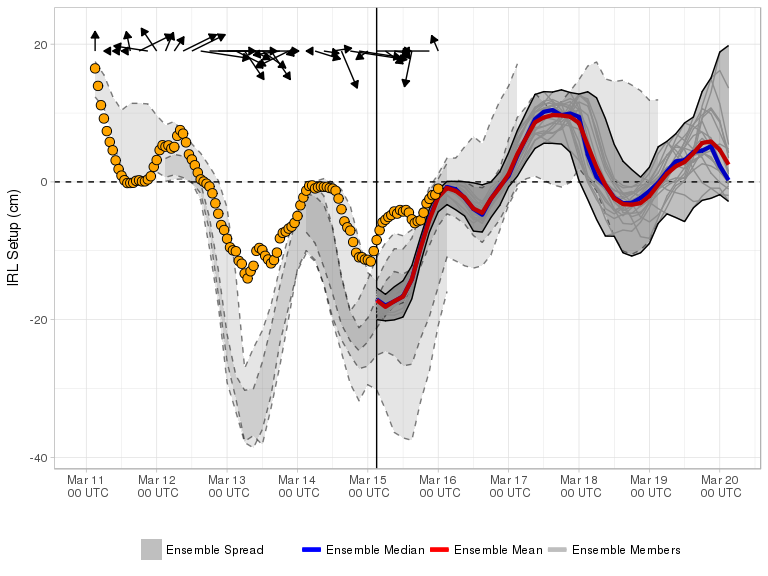 20
0
-20
-40
IRL Setup (cm)
Mar 11 Mar 12 Mar 13 Mar 14 Mar 15 Mar 16 Mar 17 Mar 18 Mar 19 Mar 20
00 UTC 00 UTC 00 UTC 00 UTC 00 UTC 00 UTC 00 UTC 00 UTC 00 UTC 00 UTC
Ensemble Spread Ensemble Median Ensemble Mean Ensemble Members